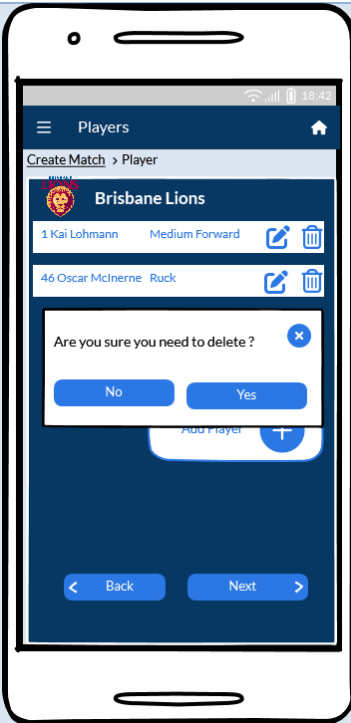 18:42
Players
Create Match > Player
LIONS
Brisbane Lions
1 Kai Lohmann Medium Forward
46 Oscar McInerne Ruck
Are you sure you need to delete ?
No Yes
Add Player
Back Next